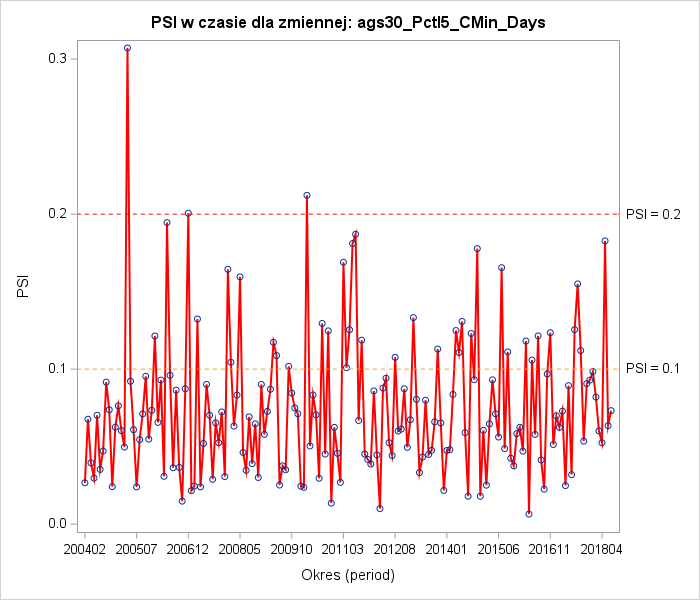 PSI w czasie dla zmiennej: ags30_Pctl5_CMin_Days
0.3
0.2
PSI = 0.2
PSI
0.1
PSI = 0.1
0.0
200402 200507 200612 200805 200910 201103 201208 201401 201506 201611 201804
Okres (period)